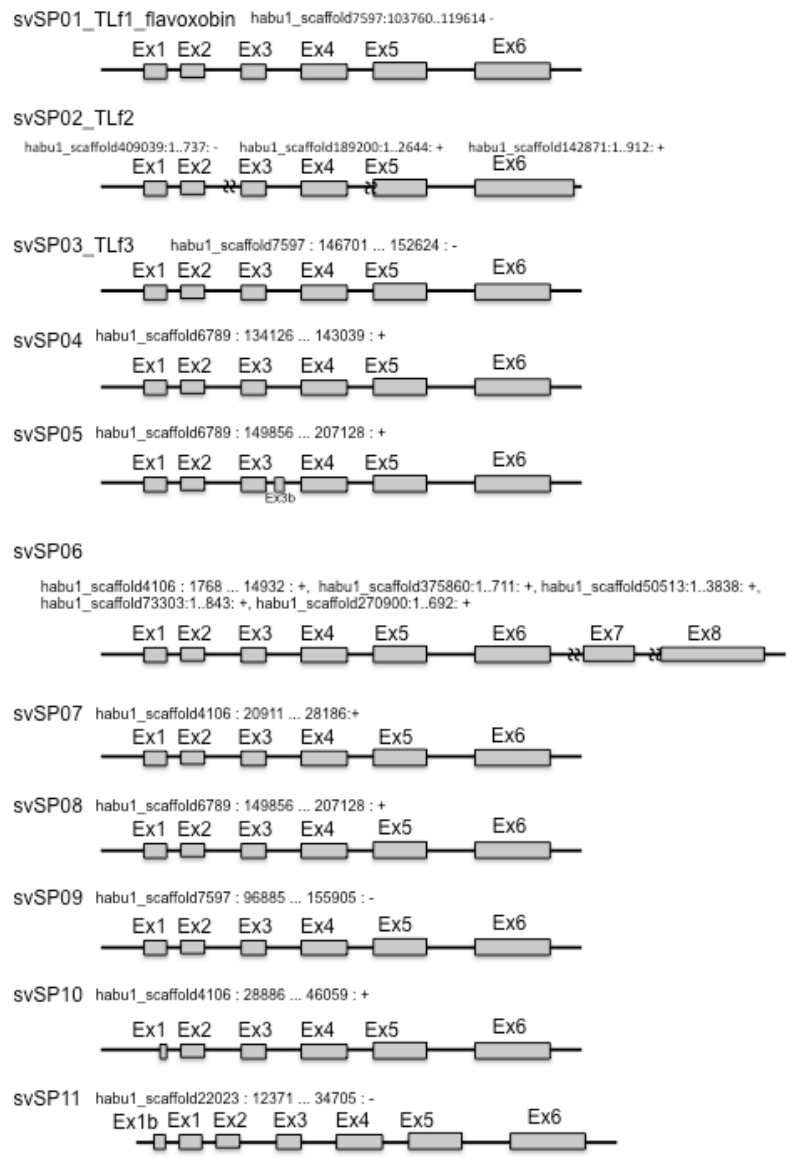 svSP01_TLf1_flavoxobin habu1_scaffold7597:103760..119614 -
Ex1 Ex2 Ex3 Ex4 Ex5 Ex6
svSP02_TLf2
habu1_scaffold409039:1..737: - habu1_scaffold189200:1..2644: + habu1_scaffold142871:1..912: +
Ex1 Ex2 Ex3 Ex4 Ex5 Ex6
svSP03_TLf3 habu1_scaffold7597 : 146701 ... 152624 : -
Ex1 Ex2 Ex3 Ex4 Ex5 Ex6
svSP04 habu1_scaffold6789 : 134126 ... 143039 : +
Ex1 Ex2 Ex3 Ex4 Ex5 Ex6
svSP05 habu1_scaffold6789 : 149856 ... 207128 : +
Ex1 Ex2 Ex3 Ex4 Ex5 Ex6
Ex3b
svSP06
habu1_scaffold4106 : 1768 ... 14932 : +, habu1_scaffold375860:1..711: +, habu1_scaffold50513:1..3838: +,
habu1_scaffold73303:1..843: +, habu1_scaffold270900:1..692: +
Ex1 Ex2 Ex3 Ex4 Ex5 Ex6 Ex7 Ex8
svSP07 habu1_scaffold4106 : 20911 ... 28186:+
Ex1 Ex2 Ex3 Ex4 Ex5 Ex6
svSP08 habu1_scaffold6789 : 149856 ... 207128 : +
Ex1 Ex2 Ex3 Ex4 Ex5 Ex6
svSP09 habu1_scaffold7597 : 96885 ... 155905 : -
Ex1 Ex2 Ex3 Ex4 Ex5 Ex6
svSP10 habu1_scaffold4106 : 28886 ... 46059 : +
Ex1 Ex2 Ex3 Ex4 Ex5 Ex6
svSP11 habu1_scaffold22023 : 12371 ... 34705 : -
Ex1b Ex1 Ex2 Ex3 Ex4 Ex5 Ex6